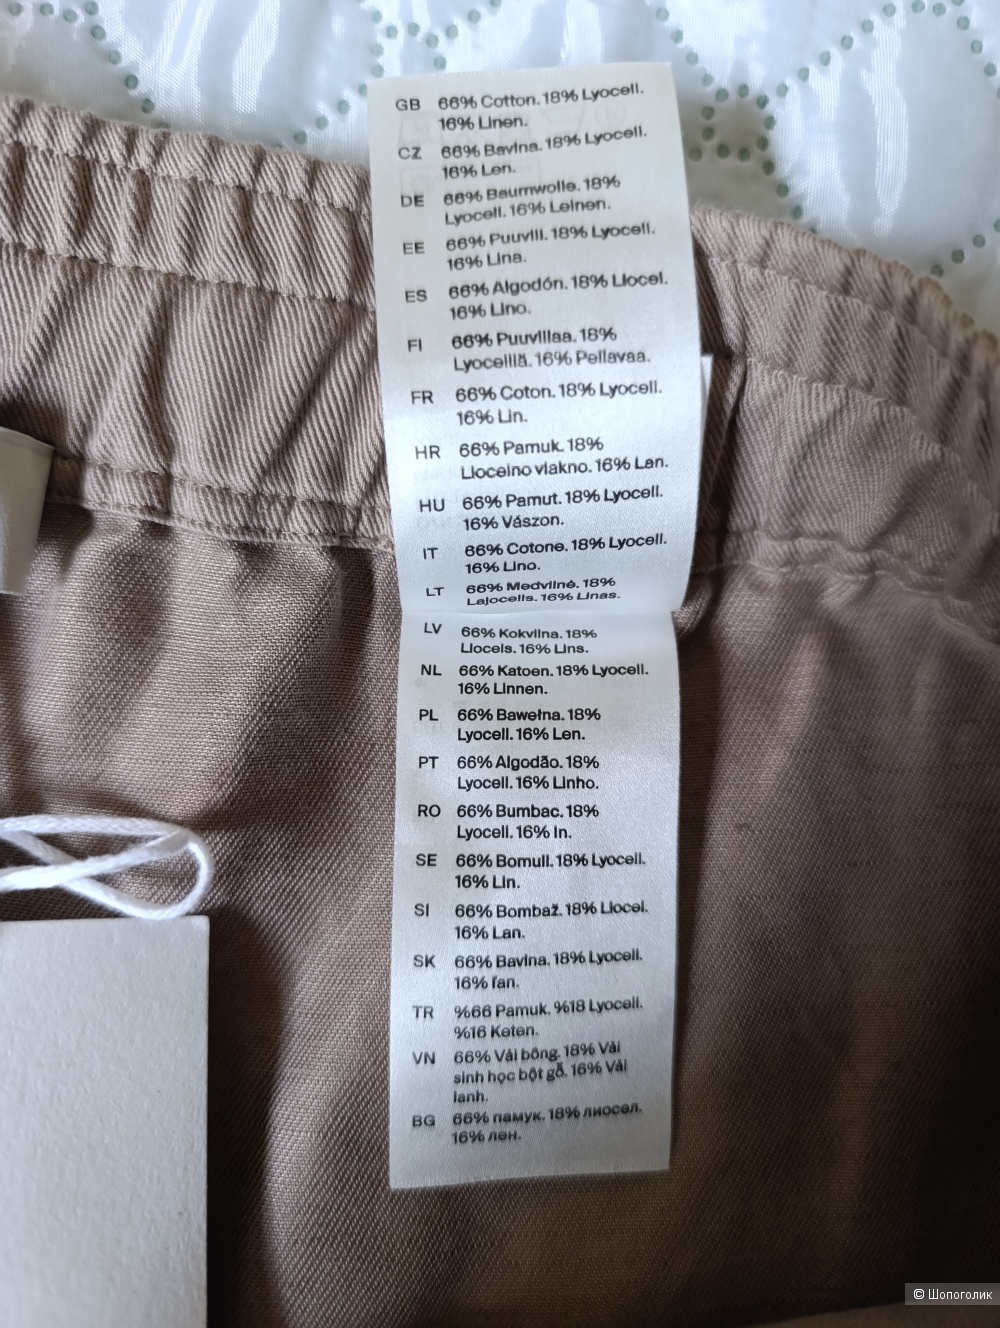 GB 66% Cotton. 18% Lyocell.
16% Linen.
CZ 66% Bavlna. 18% Lyocell.
16% Len.
DE 66% Baumwolle. 18%
Lyocell. 16% Leinen.
EE 66% Puuvill. 18% Lyocell.
16% Lina.
ES 66% Algodón. 18% Liocel.
16% Lino.
FI 66% Puuvillaa. 18%
Lyocelliä. 16% Pellavaa.
FR 66% Coton. 18% Lyocell.
16% Lin.
HR 66% Pamuk. 18%
Liocelno vlakno. 16% Lan.
HU 66% Pamut. 18% Lyocell.
16% Vászon.
IT 66% Cotone. 18% Lyocell.
16% Lino.
LT 66% Medvilnė. 18%
Lajocelis. 16% Linas.
LV 66% Kokvilna. 18%
Liocels. 16% Lins.
NL 66% Katoen. 18% Lyocell.
16% Linnen.
PL 66% Bawełna. 18%
Lyocell. 16% Len.
PT 66% Algodão. 18%
Lyocell. 16% Linho.
RO 66% Bumbac. 18%
Lyocell. 16% In.
SE 66% Bomull. 18% Lyocell.
16% Lin.
SI 66% Bombaž. 18% Liocel.
16% Lan.
SK 66% Bavlna. 18% Lyocell.
16% ľan.
TR %66 Pamuk. %18 Lyocell.
%16 Keten.
VN 66% Vải bông. 18% Vải
sinh học bột gỗ. 16% Vải
lanh.
BG 66% памук. 18% лиосел.
16% лен.
© Шопоголик